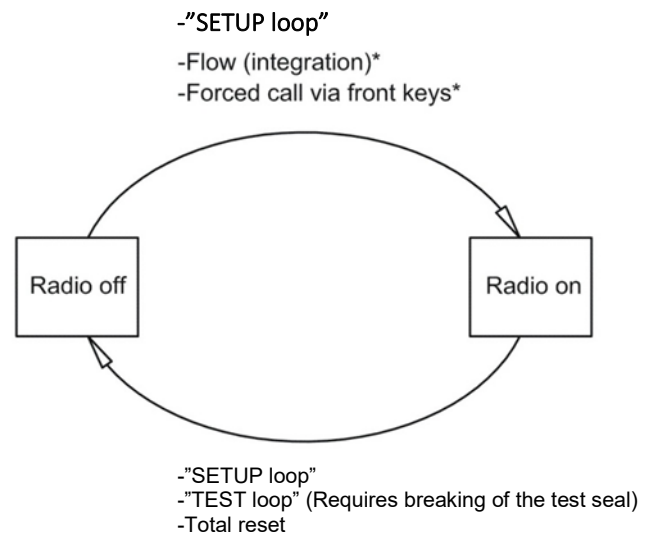 -”SETUP loop”
-Flow (integration)*
-Forced call via front keys*
Radio off
Radio on
-”SETUP loop”
-”TEST loop” (Requires breaking of the test seal)
-Total reset